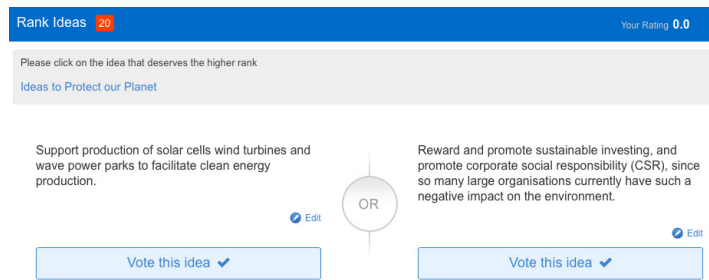 Rank Ideas 20
Your Rating 0.0
Please click on the idea that deserves the higher rank
Ideas to Protect our Planet
Support production of solar cells wind turbines and
wave power parks to facilitate clean energy
production.
Edit
Vote this idea
OR
Reward and promote sustainable investing, and
promote corporate social responsibility (CSR), since
so many large organisations currently have such a
negative impact on the environment.
Edit
Vote this idea